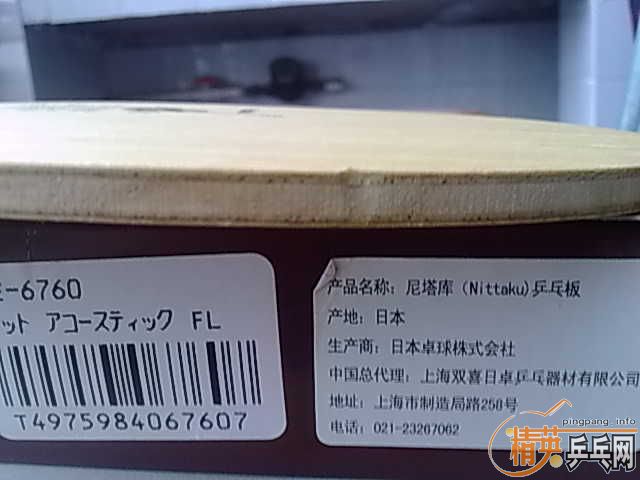 E-6760
ット アコースティック FL
T4975984067607
产品名称：尼塔库（Nittaku)乒乓板
产地：日本
生产商：日本卓球株式会社
中国总代理：上海双喜日卓乒乓器材有限公司
地址：上海市制造局路258号
电话：021-23267062
pingpang.info
精英乒乓网